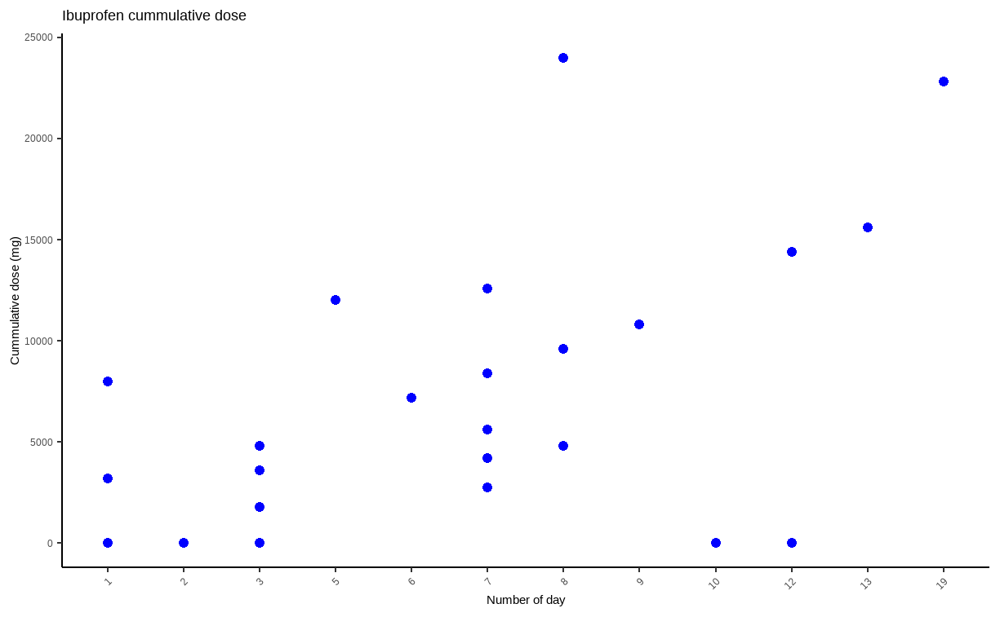 Ibuprofen cummulative dose
25000
20000
15000
10000
5000
0
Cummulative dose (mg)
1 2 3 5 6 7 8 9 10 12 13 19
Number of day